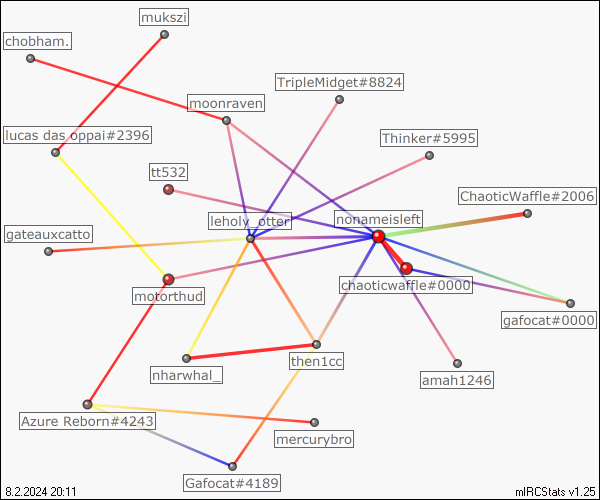 mukszi
chobham.
TripleMidget#8824
moonraven
lucas das oppai#2396
Thinker#5995
tt532
ChaoticWaffle#2006
leholy_otter
nonameisleft
gateauxcatto
motorthud
chaoticwaffle#0000
gafocat#0000
then1cc
nharwhal_
amah1246
Azure Reborn#4243
mercurybro
Gafocat#4189
8.2.2024 20:11
mIRCStats v1.25